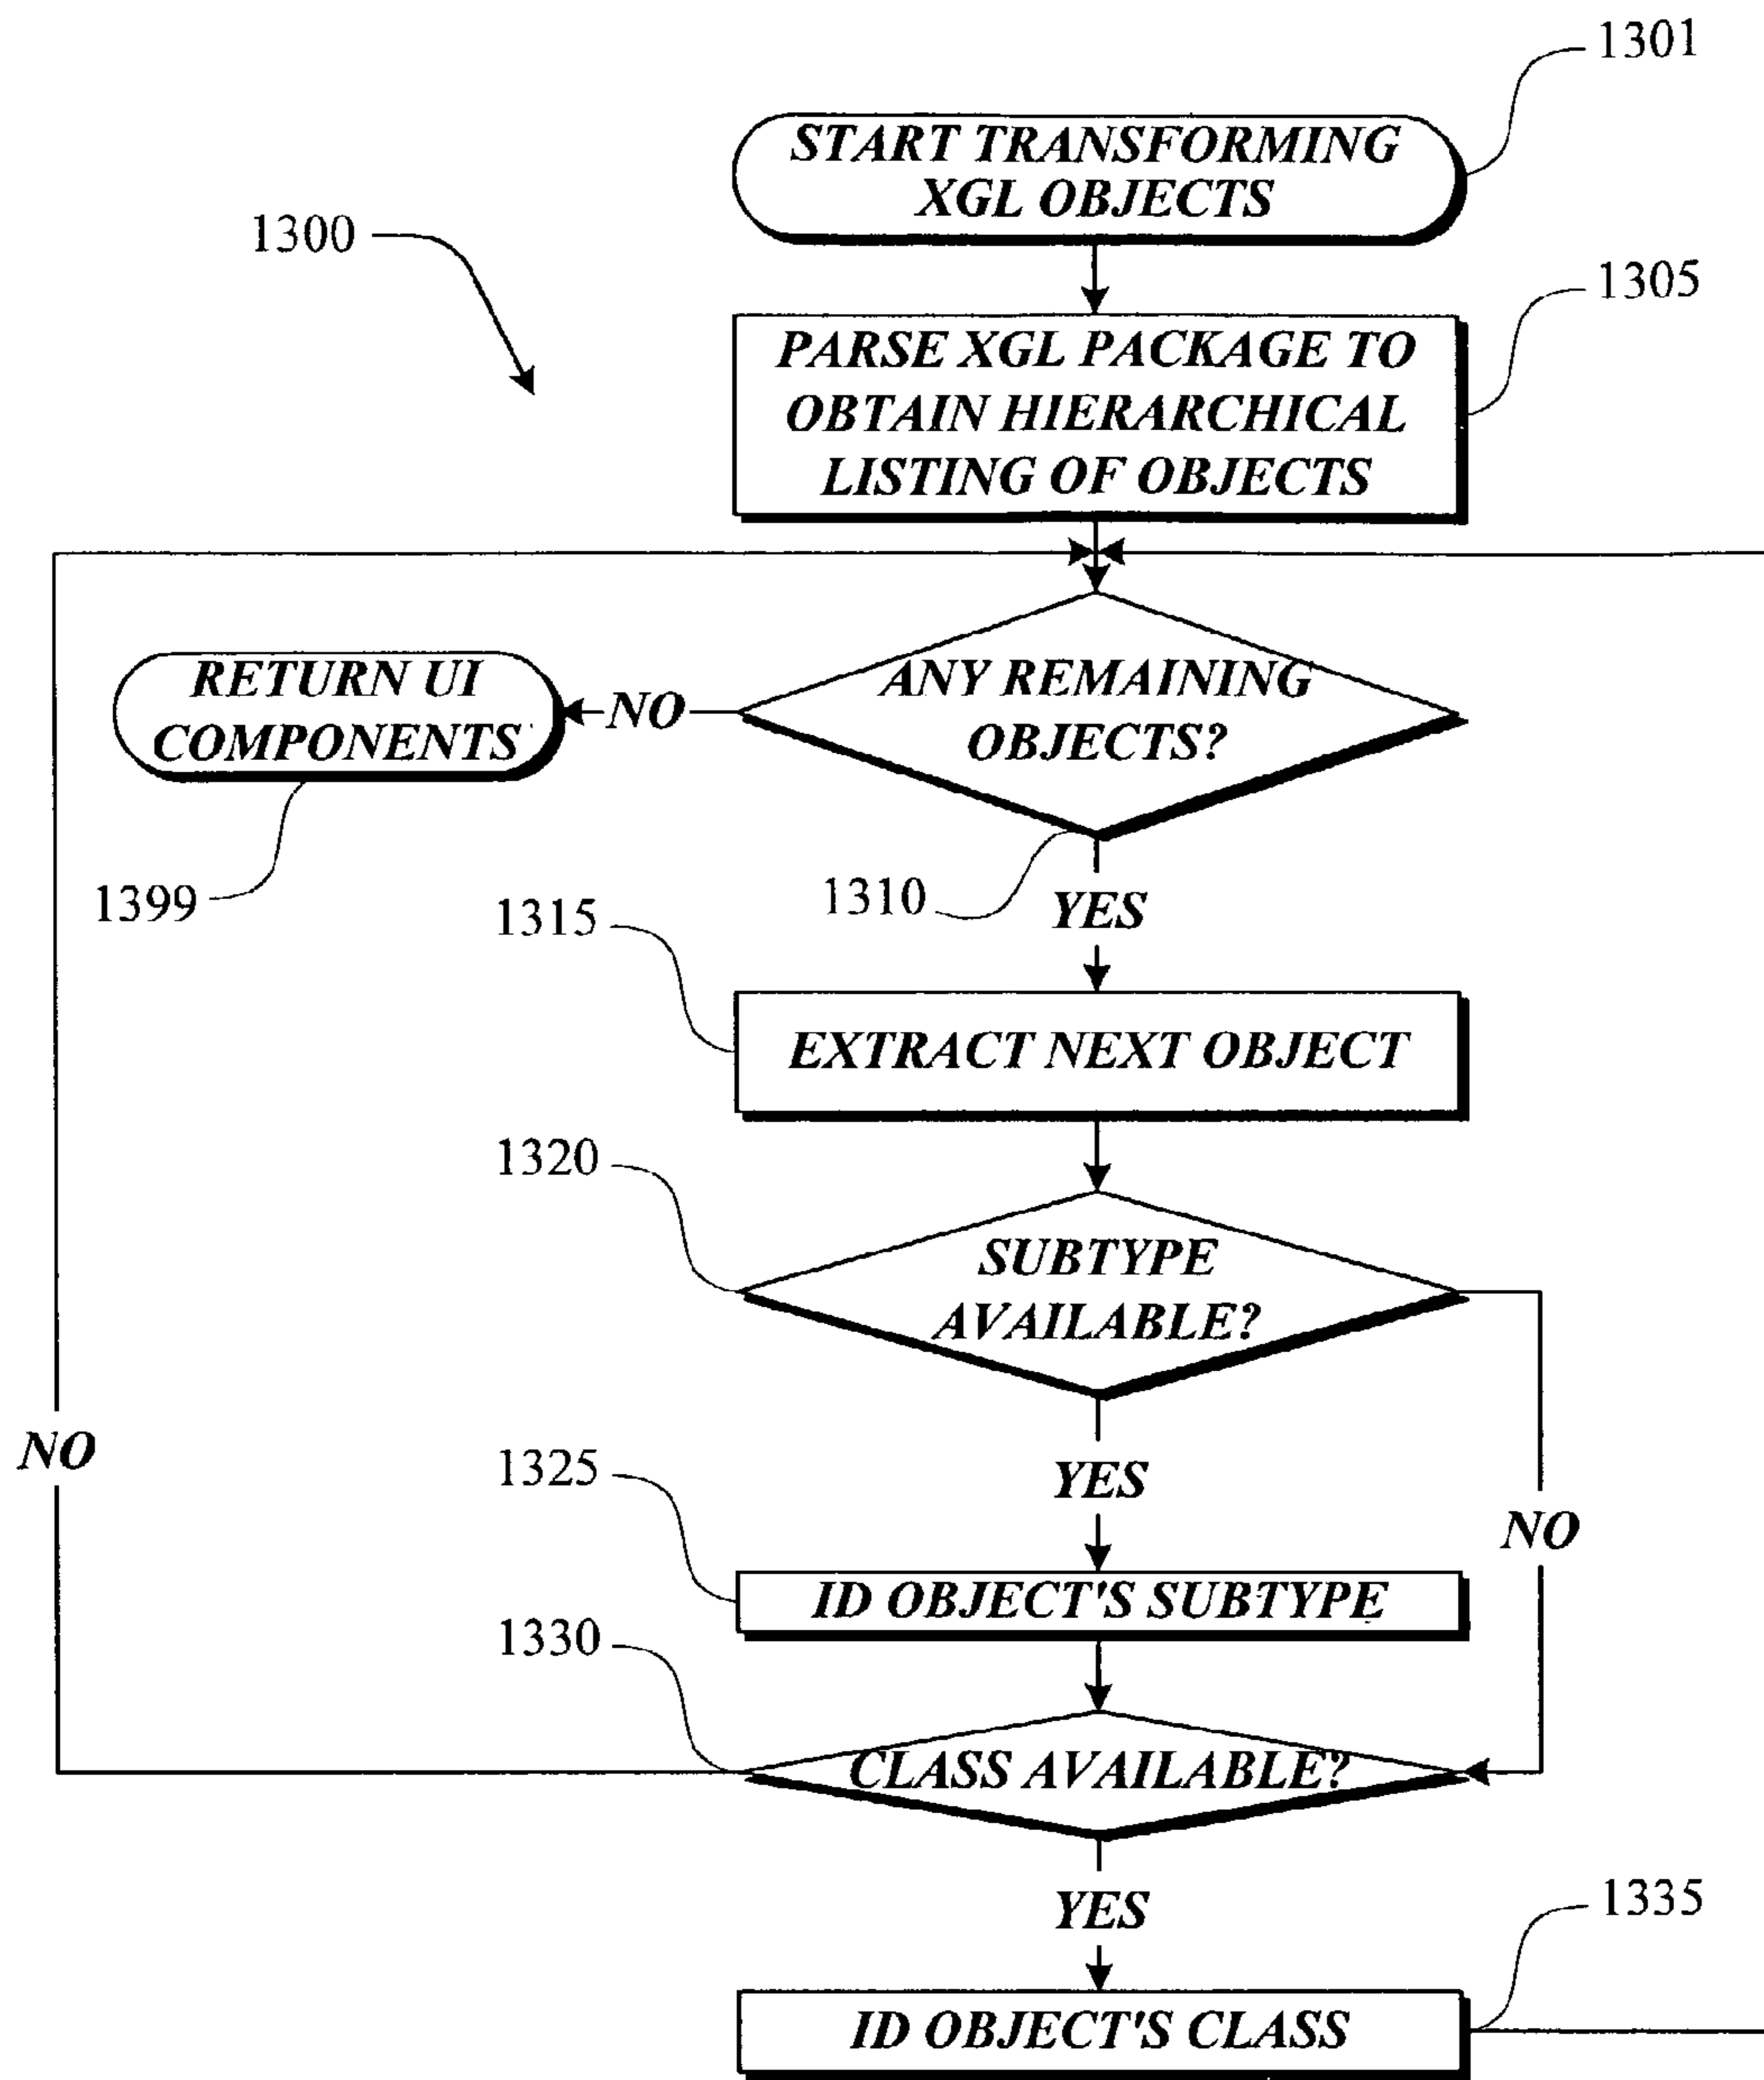 1301
START TRANSFORMING
XGL OBJECTS
1300
1305
PARSE XGL PACKAGE TO
OBTAIN HIERARCHICAL
LISTING OF OBJECTS
ANY REMAINING
OBJECTS?
NO
RETURN UI
COMPONENTS
1399
1310
YES
1315
EXTRACT NEXT OBJECT
1320
SUBTYPE
AVAILABLE?
NO
YES
NO
1325
ID OBJECT'S SUBTYPE
1330
CLASS AVAILABLE?
YES
1335
ID OBJECT'S CLASS